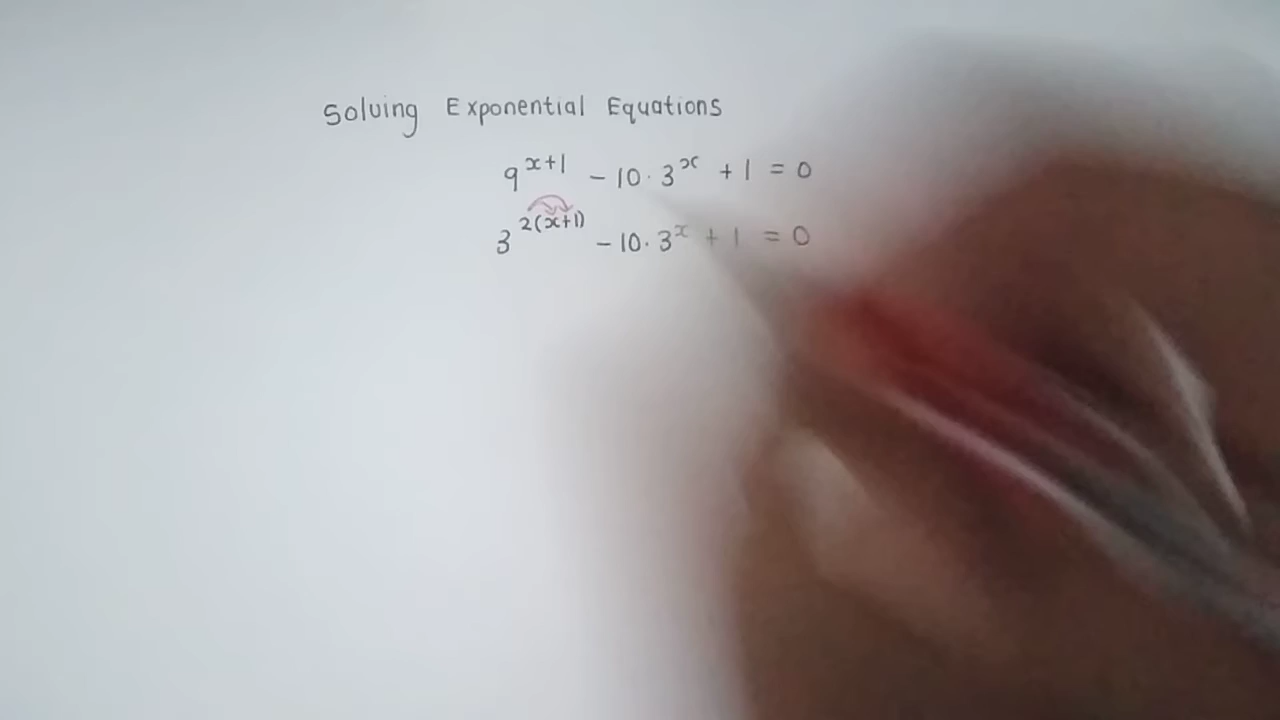 Solving Exponential Equations
9^{x+1} - 10 · 3^x + 1 = 0
3^{2(x+1)} - 10 · 3^x + 1 = 0